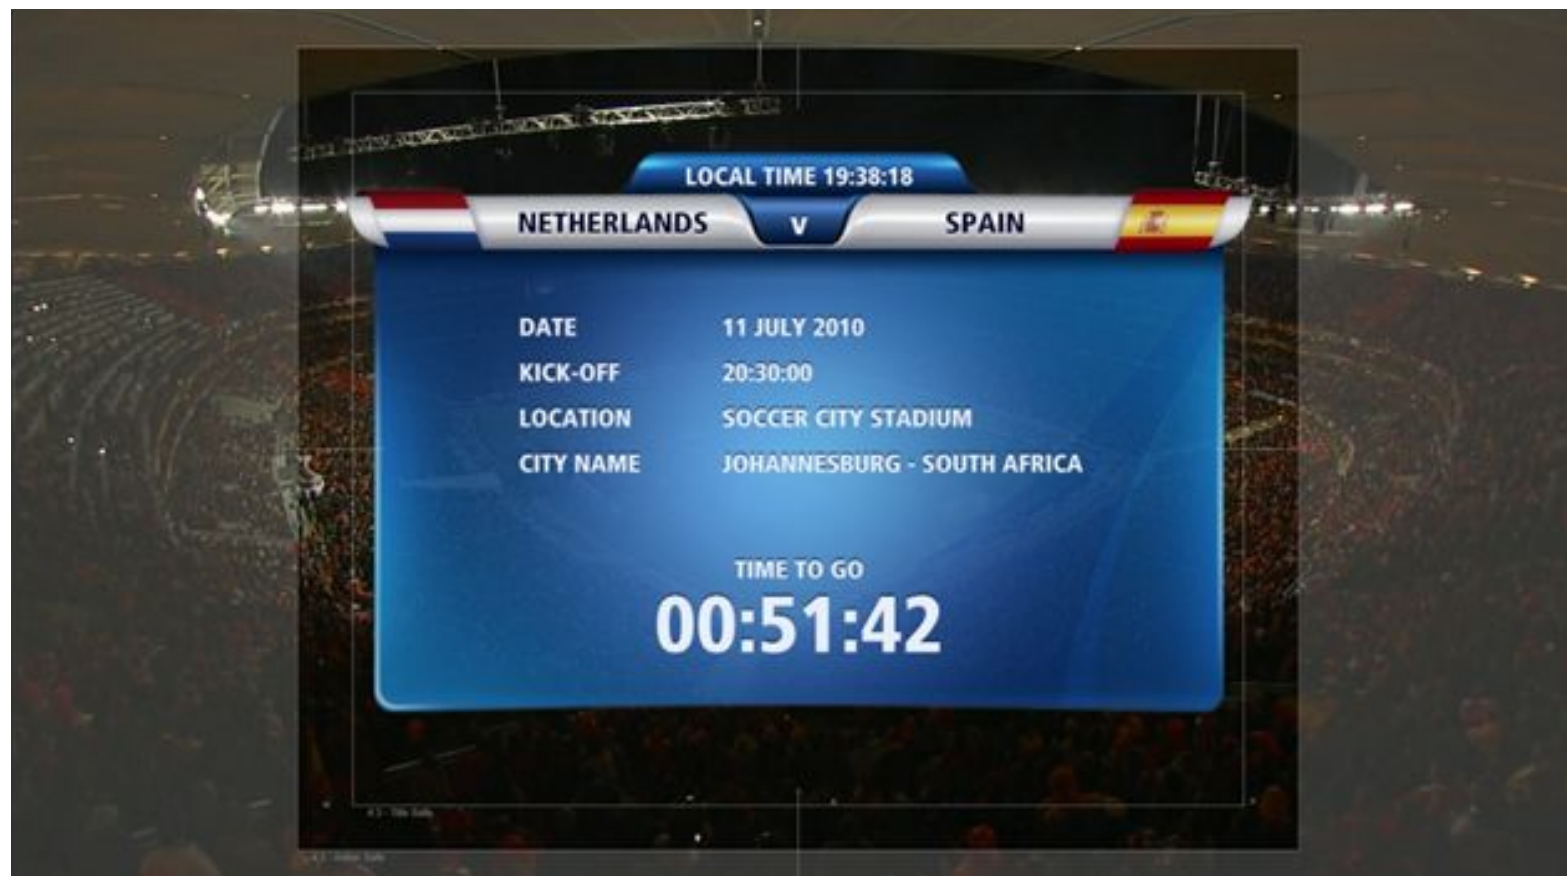 LOCAL TIME 19:38:18
NETHERLANDS v SPAIN
DATE 11 JULY 2010
KICK-OFF 20:30:00
LOCATION SOCCER CITY STADIUM
CITY NAME JOHANNESBURG - SOUTH AFRICA
TIME TO GO
00:51:42